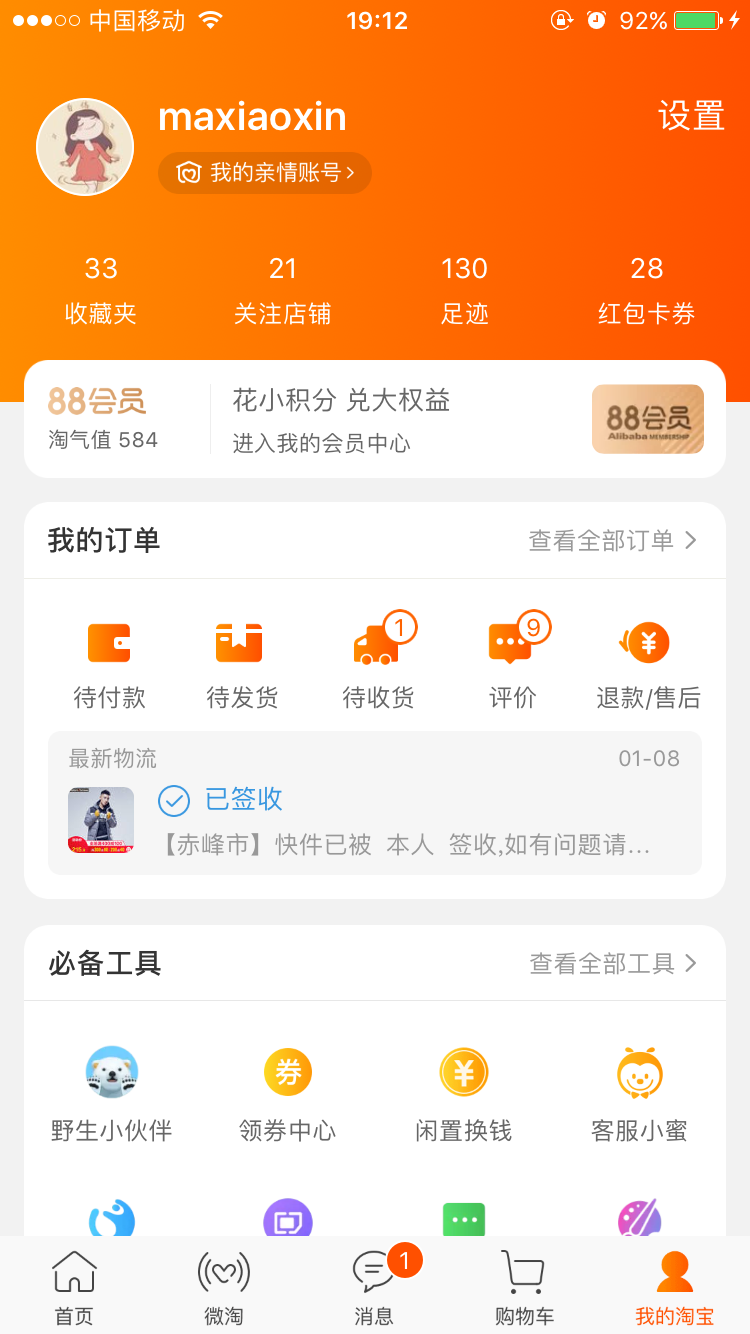 中国移动 19:12 92%
maxiaoxin
设置
我的亲情账号
33 21 130 28
收藏夹 关注店铺 足迹 红包卡券
88会员 花小积分 兑大权益
淘气值 584 进入我的会员中心
88会员
Alibaba MEMBERSHIP
我的订单 查看全部订单
1 9
待付款 待发货 待收货 评价 退款/售后
最新物流 01-08
已签收
【赤峰市】快件已被 本人 签收,如有问题请...
必备工具 查看全部工具
券 ¥
野生小伙伴 领券中心 闲置换钱 客服小蜜
1
首页 微淘 消息 购物车 我的淘宝